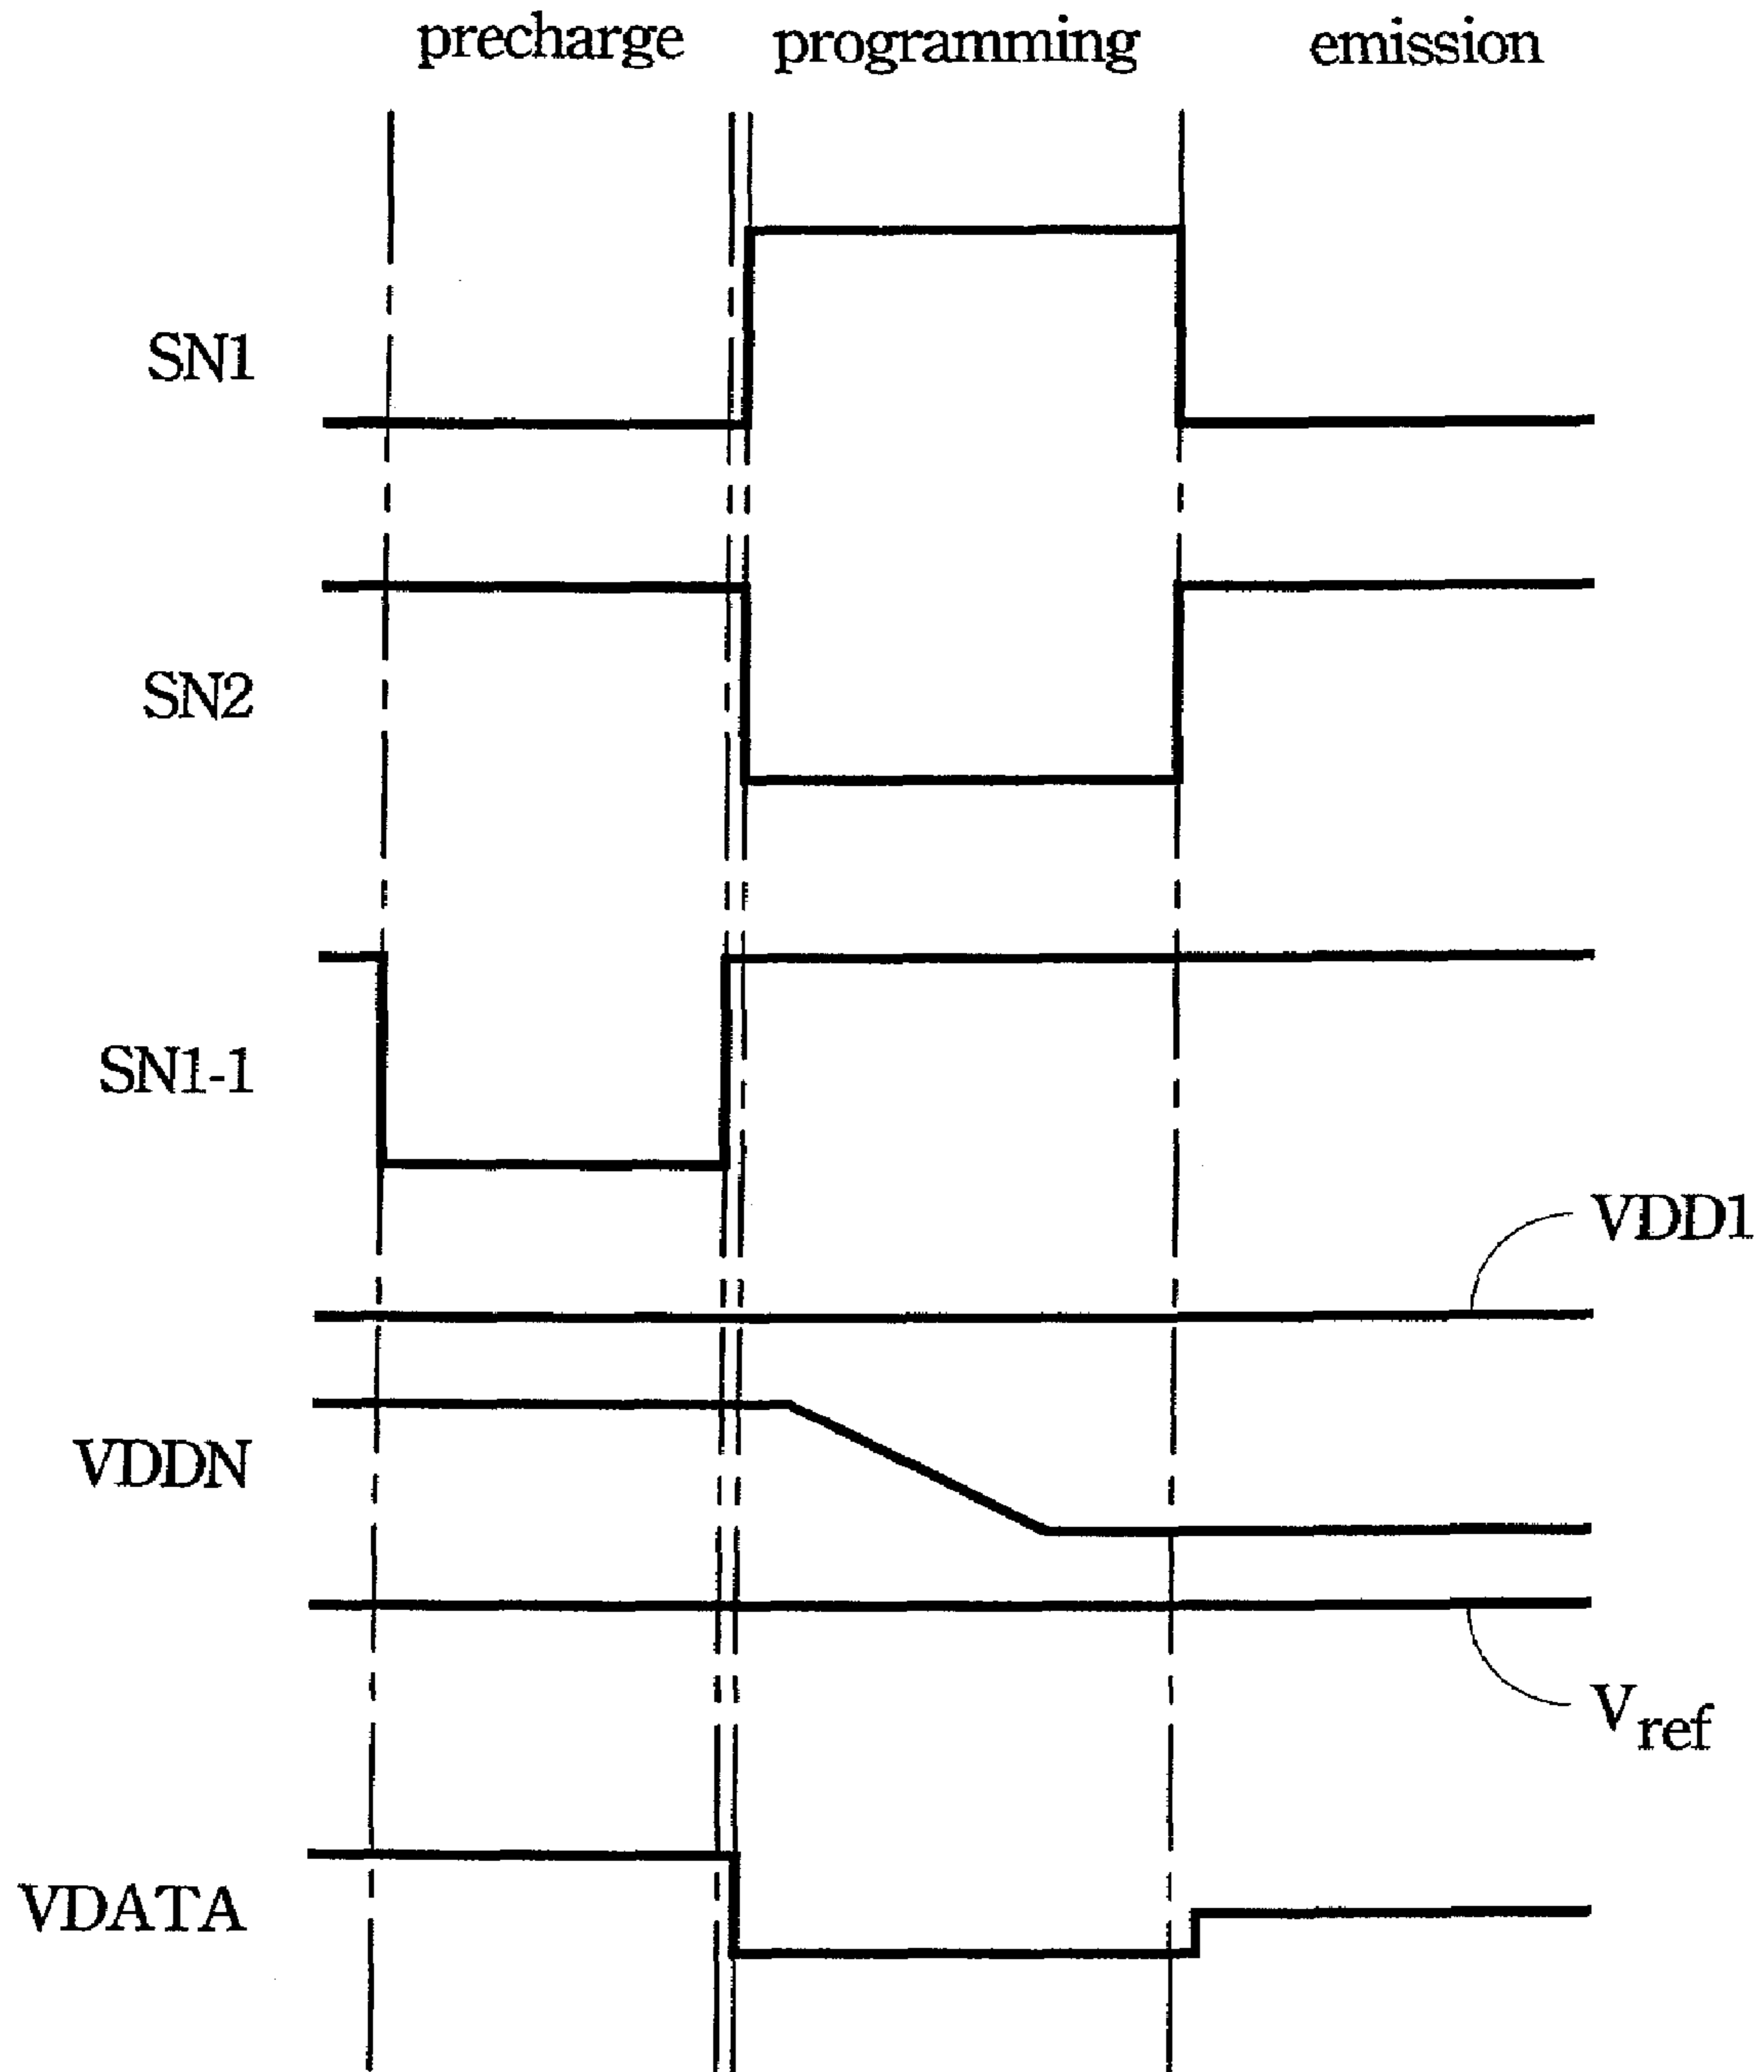 precharge programming emission
SN1
SN2
SN1-1
VDD1
VDDN
Vref
VDATA